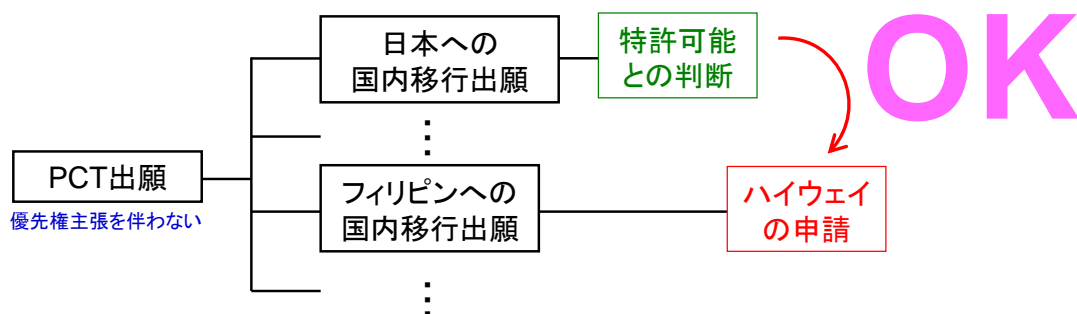 日本への
国内移行出願
特許可能
との判断
OK
PCT出願
優先権主張を伴わない
フィリピンへの
国内移行出願
ハイウェイ
の申請